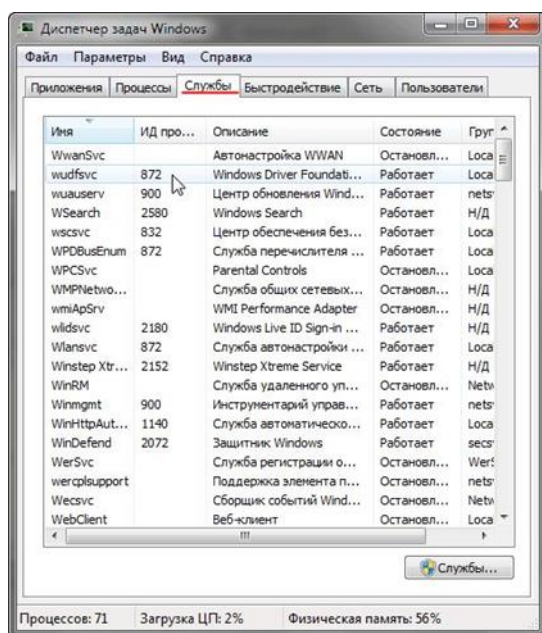 Диспетчер задач Windows
Файл Параметры Вид Справка
Приложения Процессы Службы Быстродействие Сеть Пользователи
Имя ИД про... Описание Состояние Груп
WwanSvc Автонастройка WWAN Остановл... Loca
wudfsvc 872 Windows Driver Foundati... Работает Loca
wuauserv 900 Центр обновления Wind... Работает nets
WSearch 2580 Windows Search Работает Н/Д
wscsvc 832 Центр обеспечения без... Работает Loca
WPDBusEnum 872 Служба перечислителя ... Работает Loca
WPCSvc Parental Controls Остановл... Loca
WMPNetwo... Служба общих сетевых... Остановл... Н/Д
wmiApSrv WMI Performance Adapter Остановл... Н/Д
wlidsvc 2180 Windows Live ID Sign-in ... Работает Н/Д
Wlansvc 872 Служба автонастройки ... Работает Loca
Winstep Xtr... 2152 Winstep Xtreme Service Работает Н/Д
WinRM Служба удаленного уп... Остановл... Netw
Winmgmt 900 Инструментарий управ... Работает nets
WinHttpAut... 1140 Служба автоматическо... Работает Loca
WinDefend 2072 Защитник Windows Работает secs
WerSvc Служба регистрации о... Остановл... WerS
wercplsupport Поддержка элемента п... Остановл... nets
Wecsvc Сборщик событий Wind... Остановл... Netw
WebClient Веб-клиент Остановл... Loca
Службы...
Процессов: 71 Загрузка ЦП: 2% Физическая память: 56%